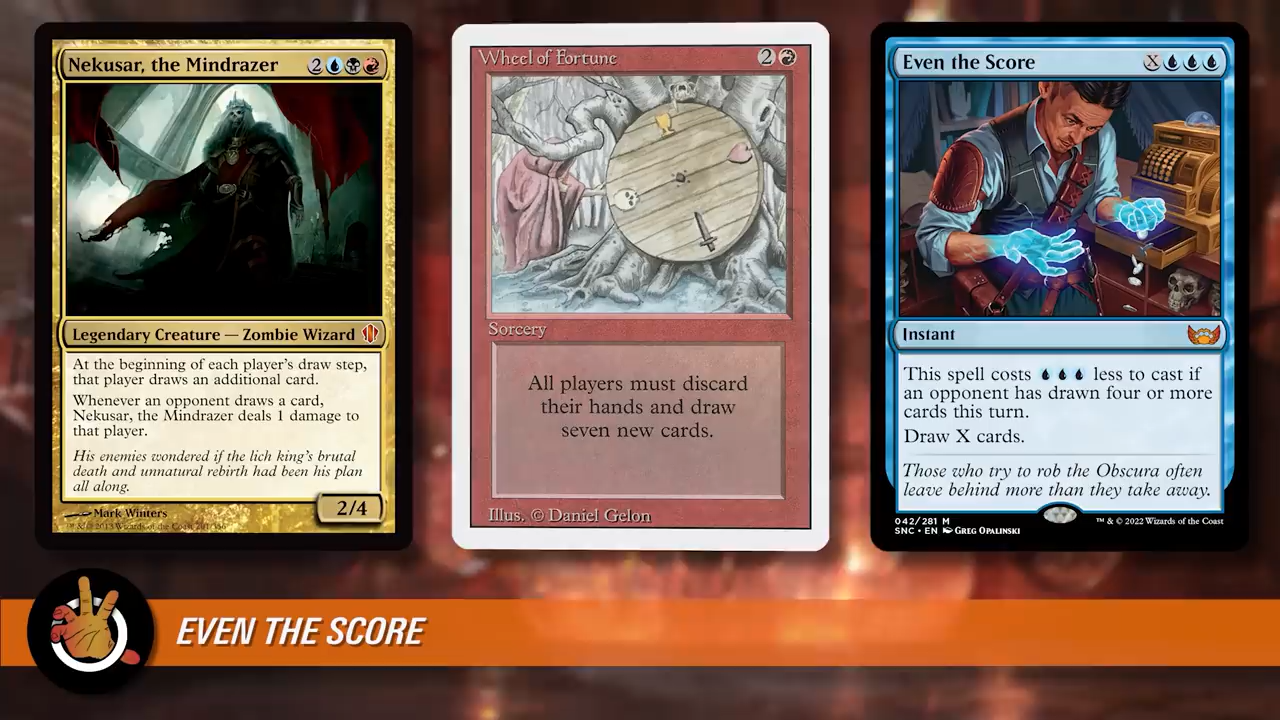 Nekusar, the Mindrazer 2
Legendary Creature — Zombie Wizard
At the beginning of each player's draw step,
that player draws an additional card.
Whenever an opponent draws a card,
Nekusar, the Mindrazer deals 1 damage to
that player.
His enemies wondered if the lich king's brutal
death and unnatural rebirth had been his plan
all along.
2/4
Mark Winters
Wheel of Fortune 2
Sorcery
All players must discard
their hands and draw
seven new cards.
Illus. © Daniel Gelon
Even the Score X
Instant
This spell costs less to cast if
an opponent has drawn four or more
cards this turn.
Draw X cards.
Those who try to rob the Obscura often
leave behind more than they take away.
042/281 M
SNC • EN Greg Opalinski
™ & © 2022 Wizards of the Coast
EVEN THE SCORE